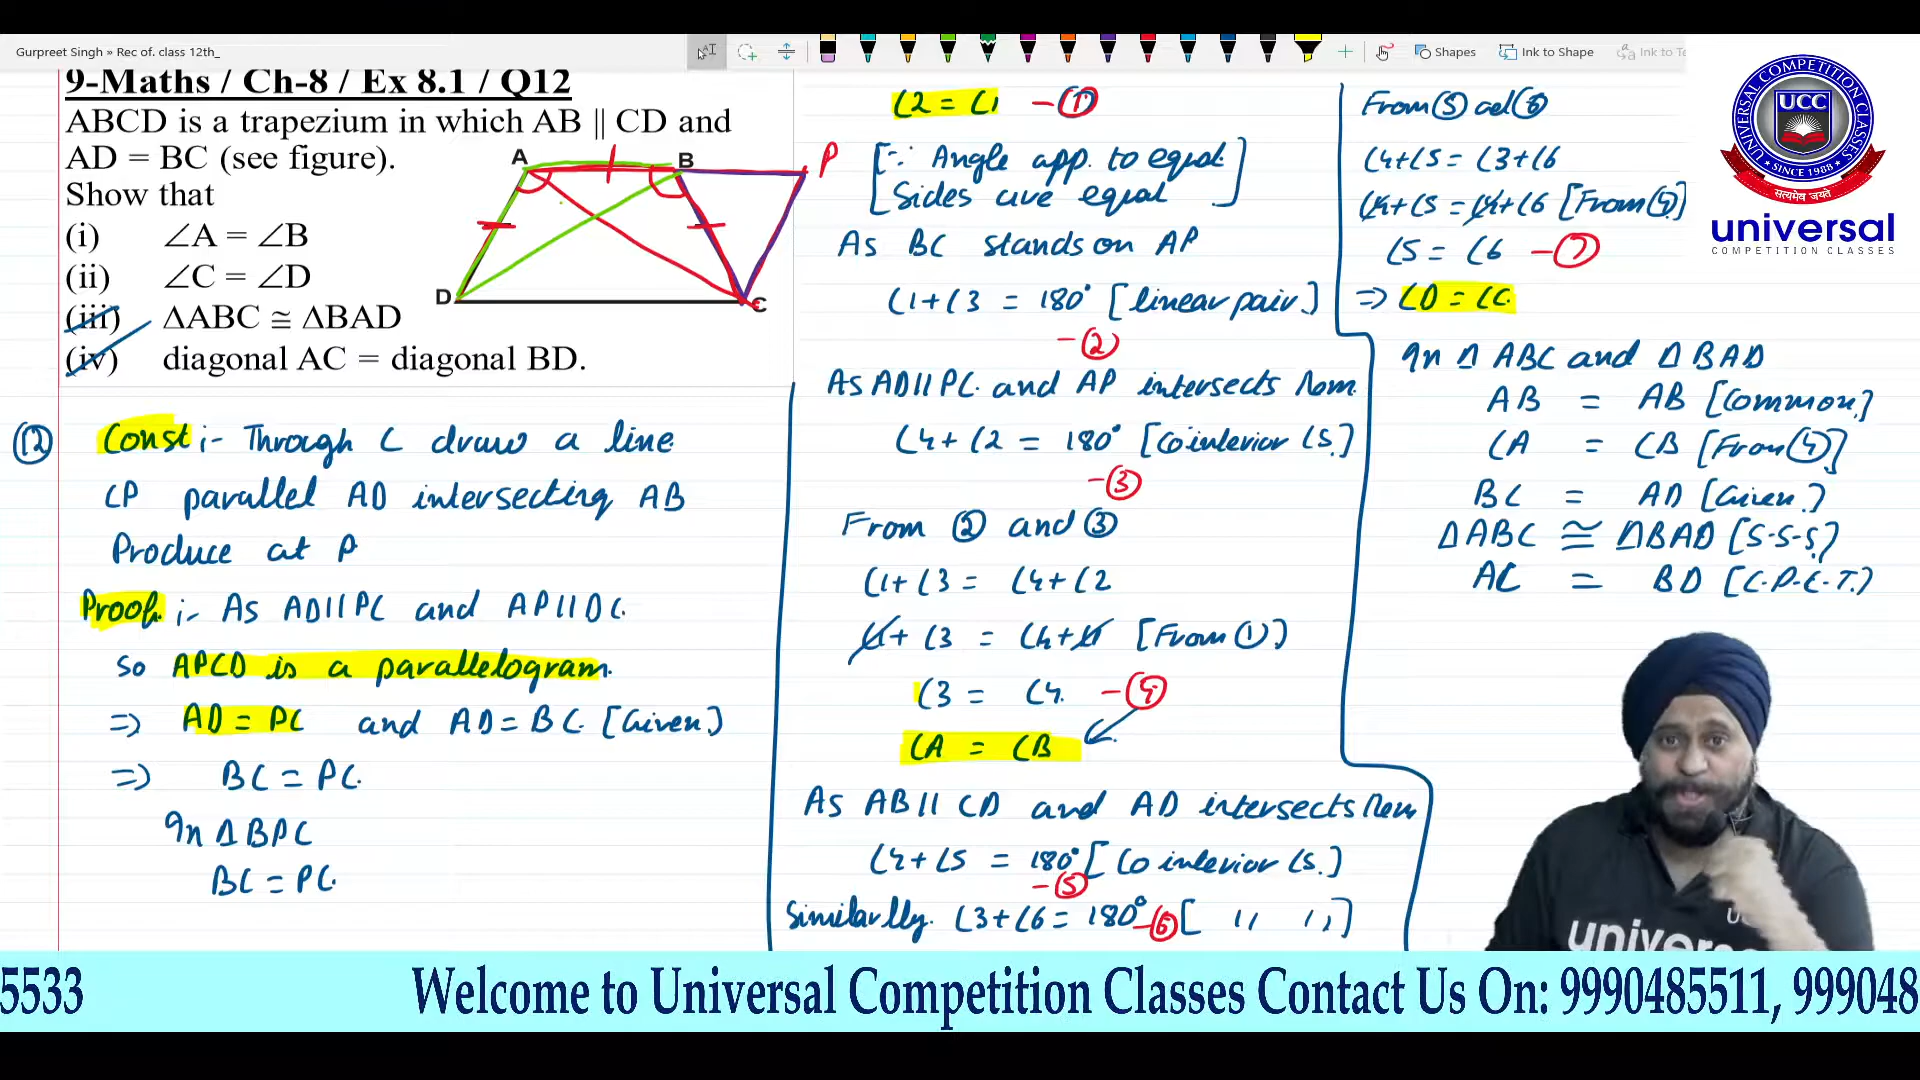 Gurpreet Singh » Rec of. class 12th_
Shapes
Ink to Shape
Ink to Te
9-Maths / Ch-8 / Ex 8.1 / Q12
ABCD is a trapezium in which AB || CD and
AD = BC (see figure).
Show that
(i) ∠A = ∠B
(ii) ∠C = ∠D
(iii) ΔABC ≅ ΔBAD
(iv) diagonal AC = diagonal BD.
A
B
P
D
C
(12) Const :- Through C draw a line
CP parallel AD intersecting AB
Produce at P
Proof :- As AD || PC and AP || DC.
So APCD is a parallelogram.
=> AD = PC and AD = BC. [Given]
=> BC = PC.
In Δ BPC
BC = PC.
∠2 = ∠1 -(1)
[∵ Angle opp. to equal
Sides are equal]
As BC stands on AP
∠1 + ∠3 = 180° [linear pair.]
-(2)
As AD || PC. and AP intersects them.
∠4 + ∠2 = 180° [Co interior ∠s.]
-(3)
From (2) and (3)
∠1 + ∠3 = ∠4 + ∠2
∠1 + ∠3 = ∠4 + ∠1 [From (1)]
∠3 = ∠4. -(4)
∠A = ∠B
As AB || CD and AD intersects them
∠4 + ∠5 = 180° [Co interior ∠s.]
-(5)
Similarly. ∠3 + ∠6 = 180° -(6) [ ,, ,, ]
From (5) and (6)
∠4 + ∠5 = ∠3 + ∠6
∠4 + ∠5 = ∠4 + ∠6 [From (4)]
∠5 = ∠6 -(7)
=> ∠D = ∠C.
In Δ ABC and Δ BAD
AB = AB [Common.]
∠A = ∠B [From (4)]
BC = AD [Given.]
ΔABC ≅ ΔBAD [S-S-S.]
AC = BD [C.P.C.T.]
UNIVERSAL COMPETITION CLASSES
UCC
SINCE 1988
सत्यमेव जयते
universal
COMPETITION CLASSES
5533 Welcome to Universal Competition Classes Contact Us On: 9990485511, 999048